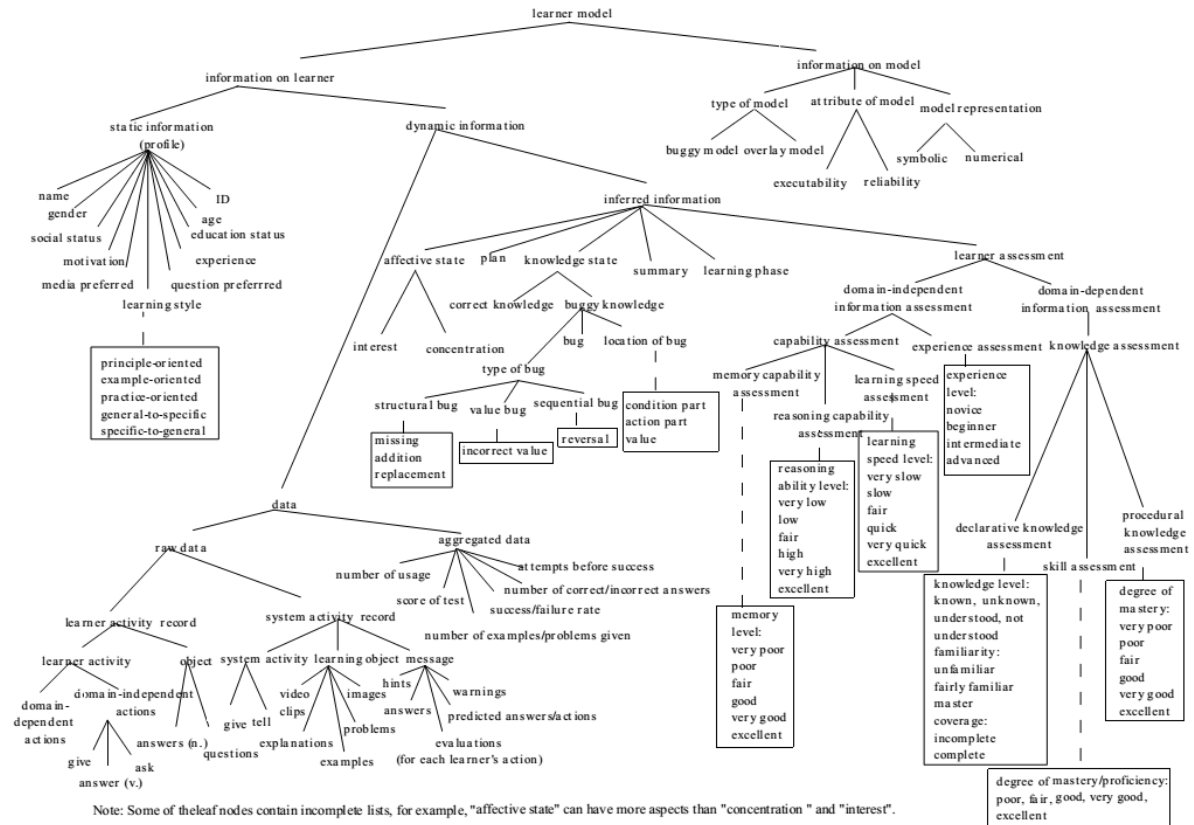 learner model
information on learner
information on model
type of model
attribute of model
model representation
buggy model overlay model
symbolic
numerical
executability
reliability
static information
(profile)
dynamic information
name
gender
social status
motivation
media preferred
learning style
ID
age
education status
experience
question preferrred
principle-oriented
example-oriented
practice-oriented
general-to-specific
specific-to-general
inferred information
affective state
plan
knowledge state
summary
learning phase
learner assessment
interest
concentration
correct knowledge
buggy knowledge
bug
location of bug
type of bug
structural bug
value bug
sequential bug
missing
addition
replacement
incorrect value
reversal
condition part
action part
value
domain-independent
information assessment
domain-dependent
information assessment
capability assessment
experience assessment
knowledge assessment
memory capability
assessment
reasoning capability
assessment
learning speed
assessment
experience
level:
novice
beginner
intermediate
advanced
reasoning
ability level:
very low
low
fair
high
very high
excellent
learning
speed level:
very slow
slow
fair
quick
very quick
excellent
memory
level:
very poor
poor
fair
good
very good
excellent
declarative knowledge
assessment
skill assessment
procedural
knowledge
assessment
knowledge level:
known, unknown,
understood, not
understood
familiarity:
unfamiliar
fairly familiar
master
coverage:
incomplete
complete
degree of
mastery:
very poor
poor
fair
good
very good
excellent
degree of mastery/proficiency:
poor, fair, good, very good,
excellent
data
raw data
aggregated data
number of usage
score of test
attempts before success
number of correct/incorrect answers
success/failure rate
number of examples/problems given
learner activity record
system activity record
learner activity
object
system activity
learning object
message
domain-
dependent
actions
domain-independent
actions
give
answer (v.)
ask
answers (n.)
questions
give
tell
video
clips
explanations
examples
problems
images
hints
answers
warnings
predicted answers/actions
evaluations
(for each learner's action)
Note: Some of theleaf nodes contain incomplete lists, for example, "affective state" can have more aspects than "concentration " and "interest".